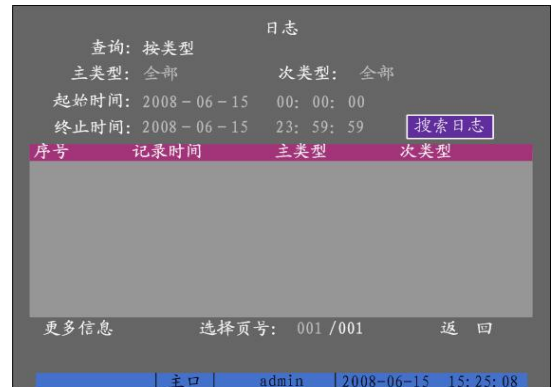 日志
查询: 按类型
主类型: 全部 次类型: 全部
起始时间: 2008-06-15 00: 00: 00
终止时间: 2008-06-15 23: 59: 59 搜索日志
序号 记录时间 主类型 次类型
更多信息 选择页号: 001 /001 返 回
主口 admin 2008-06-15 15:25:08